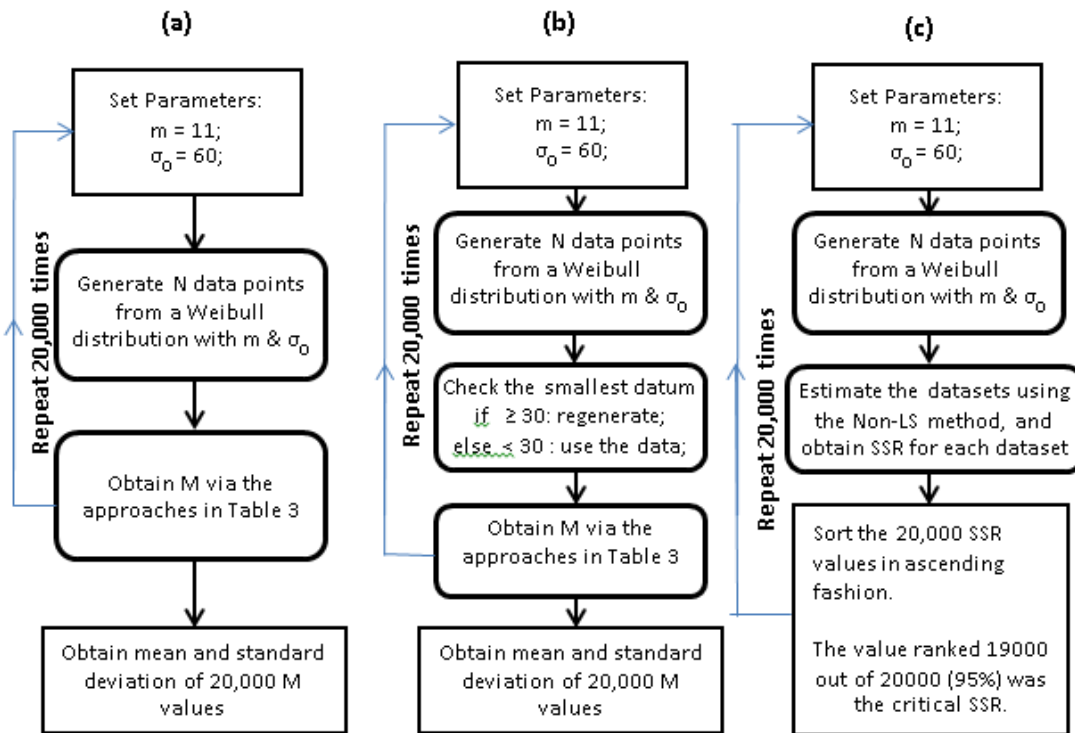 (a)
Set Parameters:
m = 11;
σo = 60;
Generate N data points
from a Weibull
distribution with m & σo
Obtain M via the
approaches in Table 3
Obtain mean and standard
deviation of 20,000 M
values
Repeat 20,000 times
(b)
Set Parameters:
m = 11;
σo = 60;
Generate N data points
from a Weibull
distribution with m & σo
Check the smallest datum
if ≥ 30: regenerate;
else < 30 : use the data;
Obtain M via the
approaches in Table 3
Obtain mean and standard
deviation of 20,000 M
values
Repeat 20,000 times
(c)
Set Parameters:
m = 11;
σo = 60;
Generate N data points
from a Weibull
distribution with m & σo
Estimate the datasets using
the Non-LS method, and
obtain SSR for each dataset
Sort the 20,000 SSR
values in ascending
fashion.
The value ranked 19000
out of 20000 (95%) was
the critical SSR.
Repeat 20,000 times